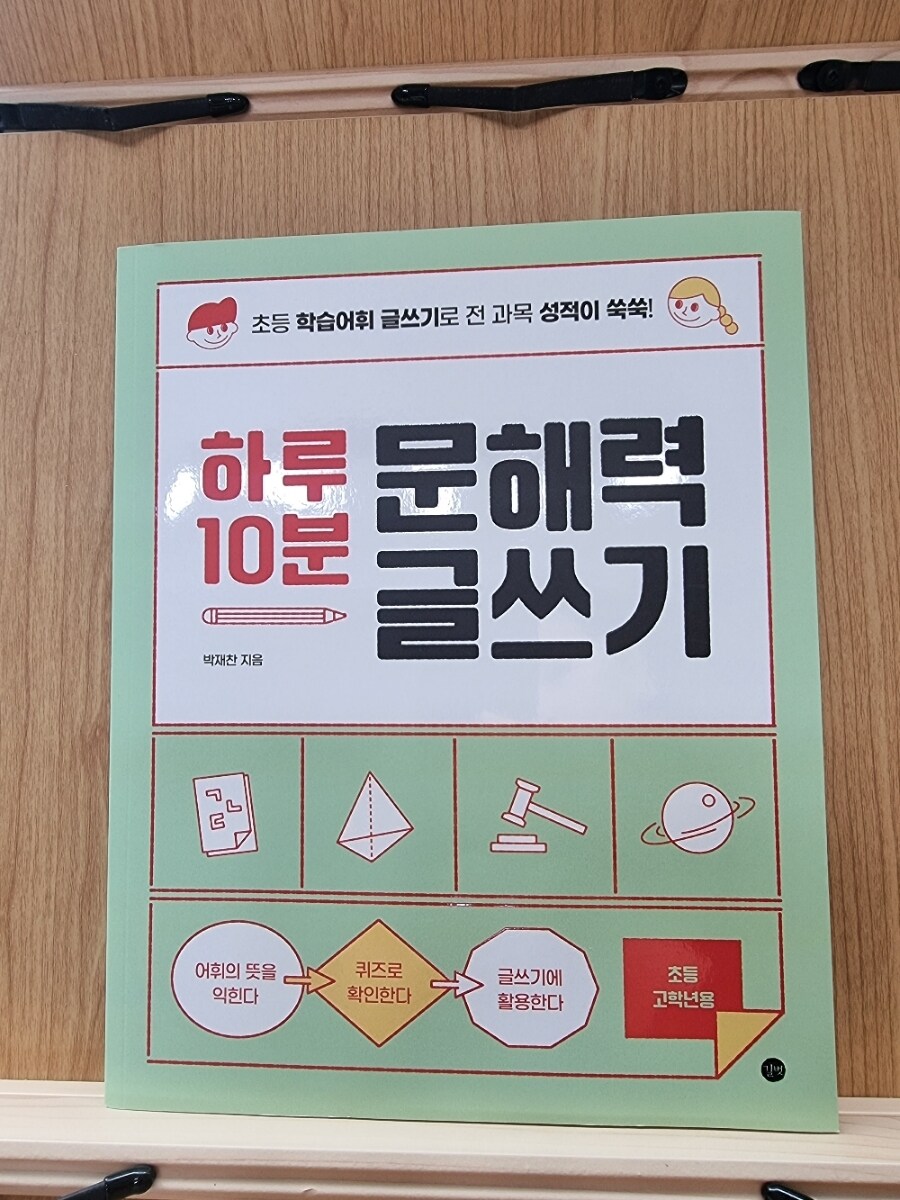 초등 학습어휘 글쓰기로 전 과목 성적이 쑥쑥!
하루
10분
문해력
글쓰기
박재찬 지음
ㄱㄴ
ㄷ
어휘의 뜻을
익힌다
퀴즈로
확인한다
글쓰기에
활용한다
초등
고학년용
길벗